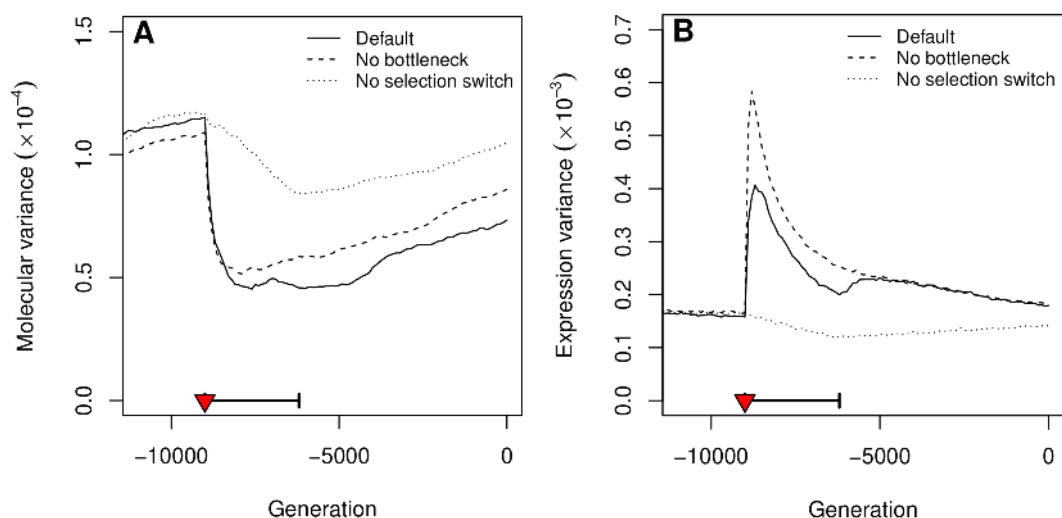 A
Default
No bottleneck
No selection switch
Molecular variance (×10⁻⁴)
1.5
1.0
0.5
0.0
−10000 −5000 0
Generation
B
Default
No bottleneck
No selection switch
Expression variance (×10⁻³)
0.7
0.6
0.5
0.4
0.3
0.2
0.1
0.0
−10000 −5000 0
Generation